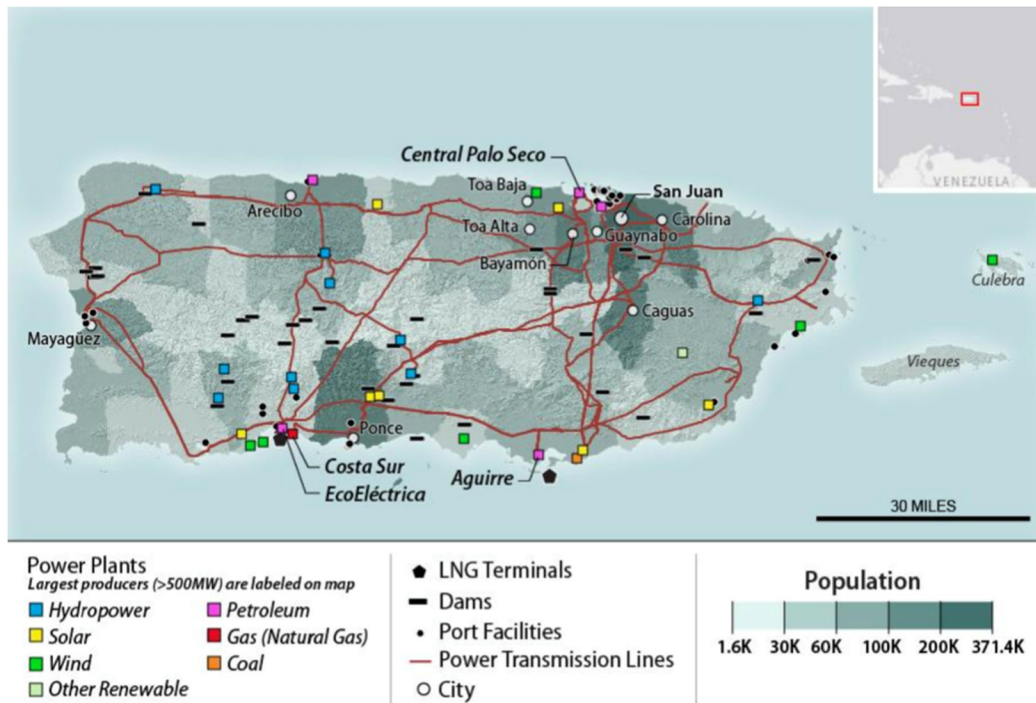 VENEZUELA
Central Palo Seco
Toa Baja
San Juan
Arecibo
Carolina
Toa Alta
Guaynabo
Bayamón
Culebra
Caguas
Mayagüez
Vieques
Ponce
Costa Sur
EcoEléctrica
Aguirre
30 MILES
Power Plants
Largest producers (>500MW) are labeled on map
Hydropower
Solar
Wind
Other Renewable
Petroleum
Gas (Natural Gas)
Coal
LNG Terminals
Dams
Port Facilities
Power Transmission Lines
City
Population
1.6K 30K 60K 100K 200K 371.4K